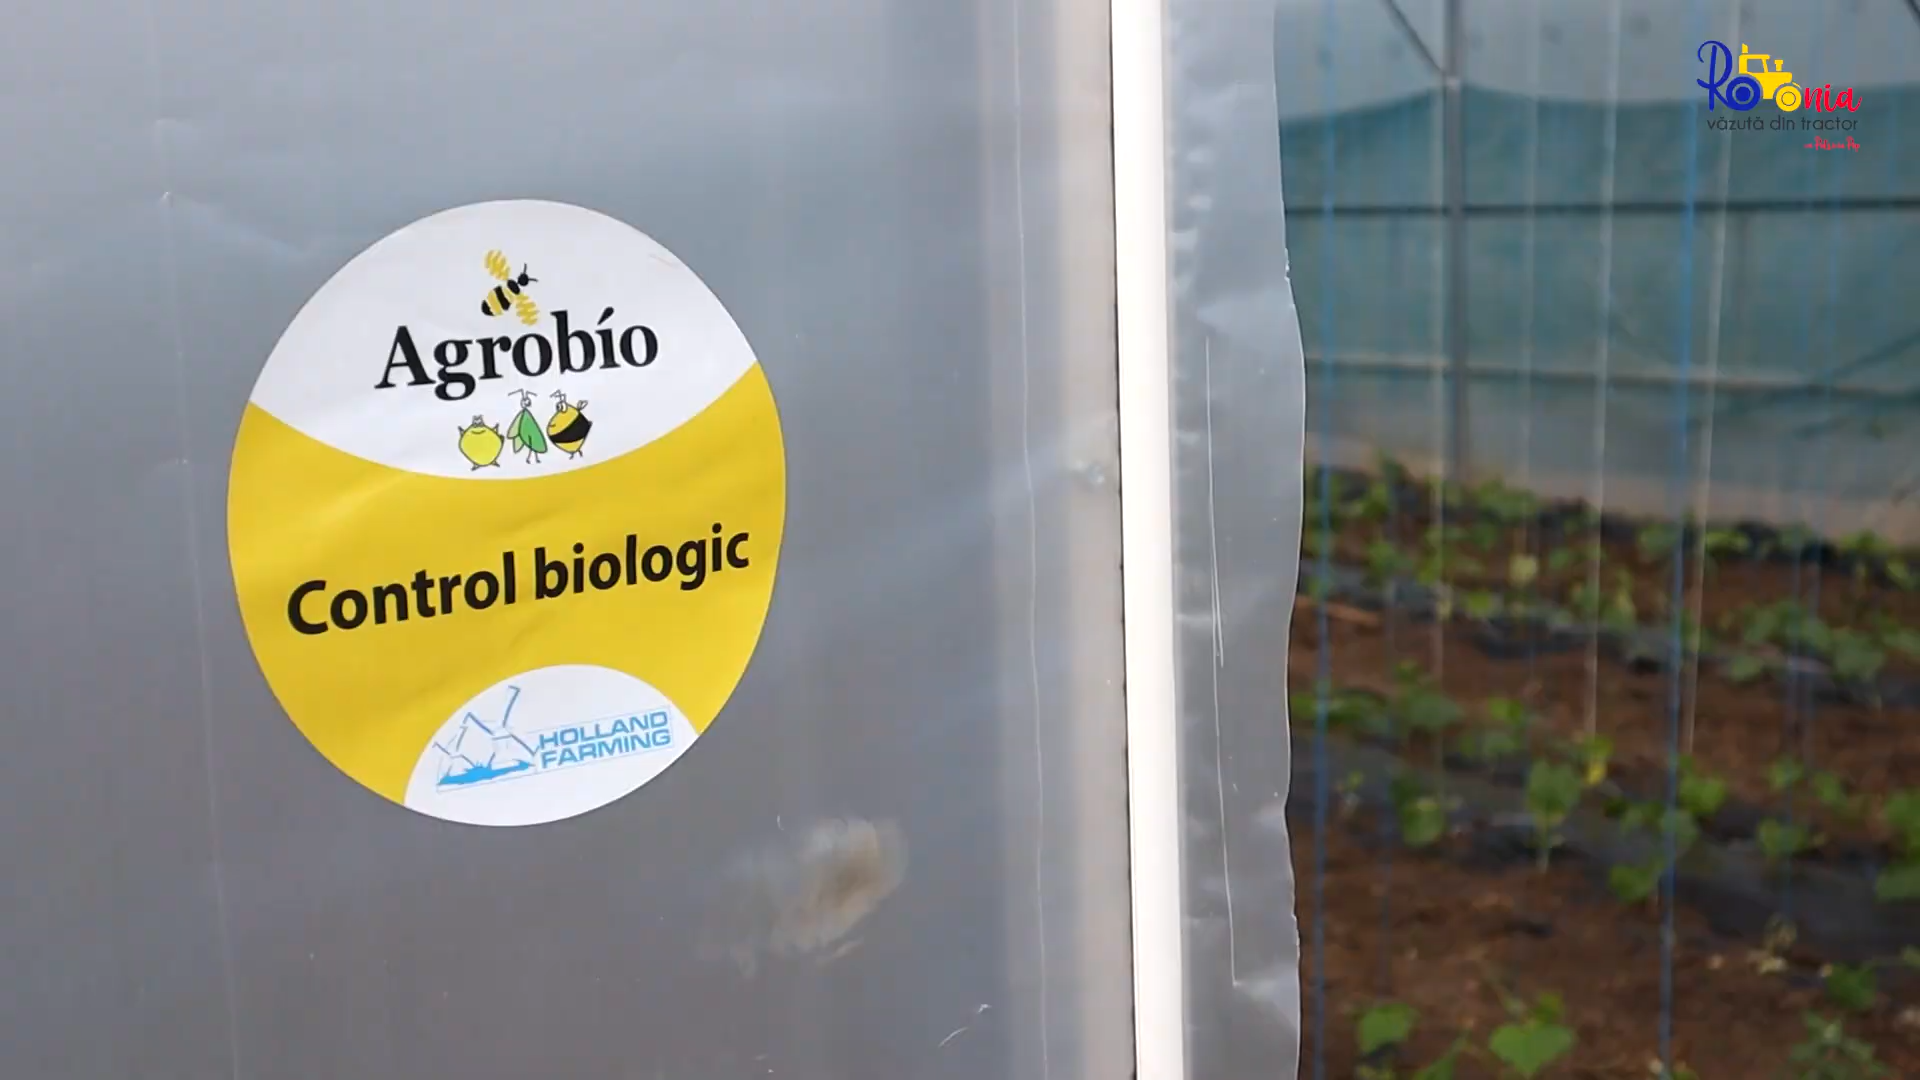 Agrobío
Control biologic
HOLLAND
FARMING
România
văzută din tractor